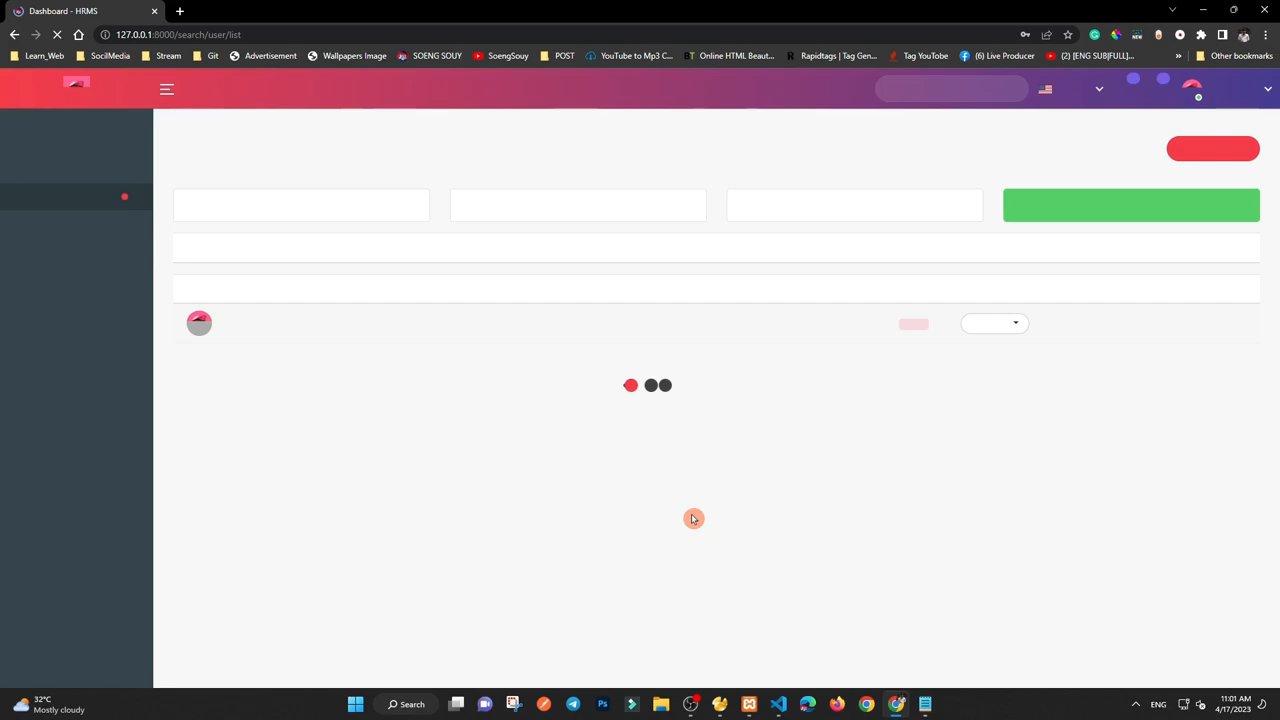 Dashboard - HRMS
127.0.0.1:8000/search/user/list
Learn_Web
SocilMedia
Stream
Git
Advertisement
Wallpapers Image
SOENG SOUY
SoengSouy
POST
YouTube to Mp3 C...
BT Online HTML Beaut...
R Rapidtags | Tag Gen...
Tag YouTube
(6) Live Producer
[ENG SUB[FULL]...
»
Other bookmarks
32°C
Mostly cloudy
Search
ENG
11:01 AM
4/17/2023